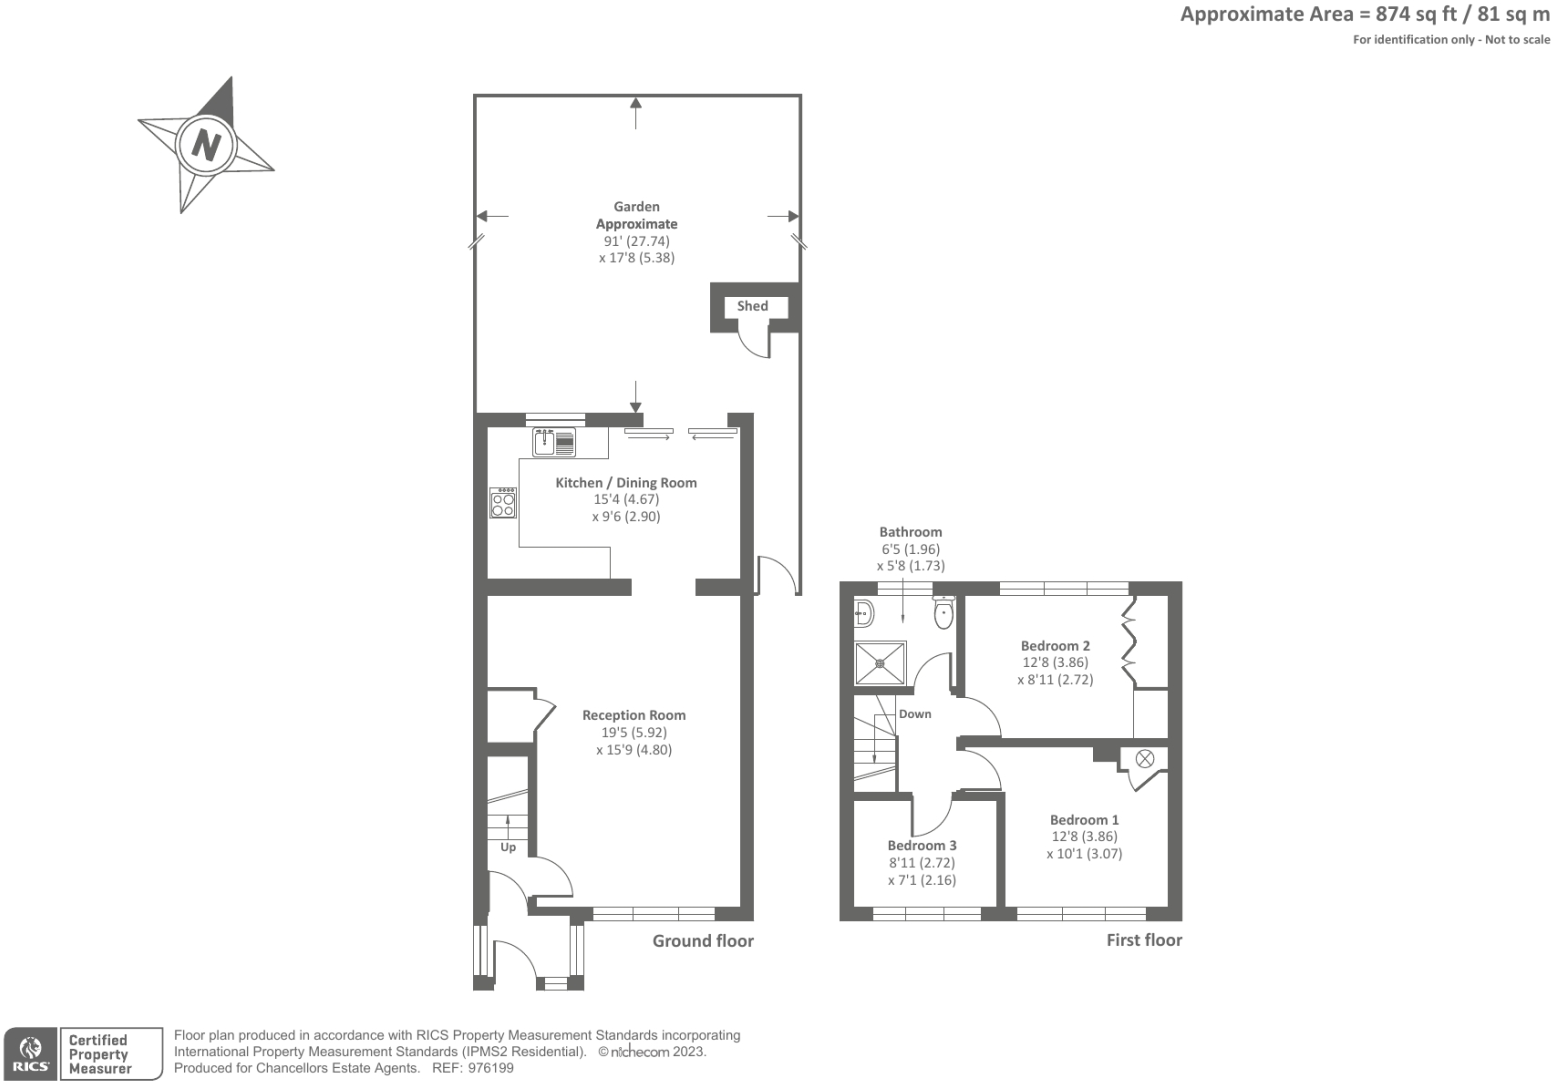 Approximate Area = 874 sq ft / 81 sq m
For identification only - Not to scale
N
Garden
Approximate
91' (27.74)
x 17'8 (5.38)
Shed
Kitchen / Dining Room
15'4 (4.67)
x 9'6 (2.90)
Reception Room
19'5 (5.92)
x 15'9 (4.80)
Up
Ground floor
Bathroom
6'5 (1.96)
x 5'8 (1.73)
Bedroom 2
12'8 (3.86)
x 8'11 (2.72)
Down
Bedroom 1
12'8 (3.86)
x 10'1 (3.07)
Bedroom 3
8'11 (2.72)
x 7'1 (2.16)
First floor
RICS
Certified
Property
Measurer
Floor plan produced in accordance with RICS Property Measurement Standards incorporating
International Property Measurement Standards (IPMS2 Residential). © nichecom 2023.
Produced for Chancellors Estate Agents. REF: 976199